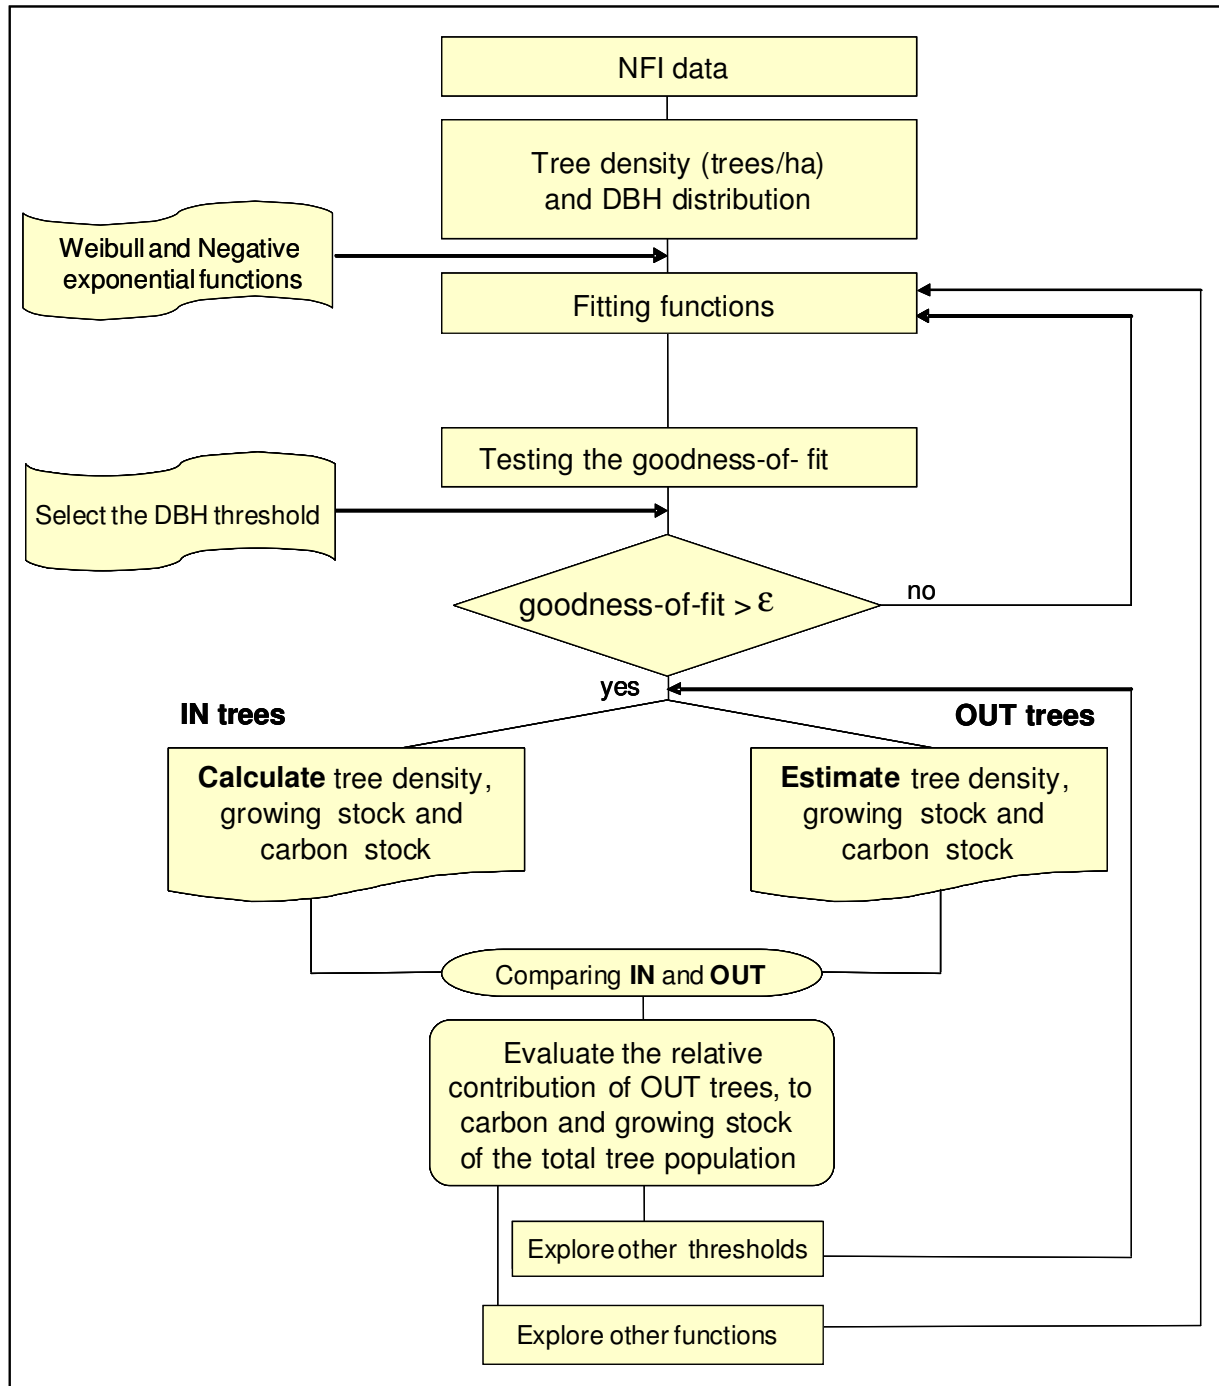 NFI data
Tree density (trees/ha)
and DBH distribution
Weibull and Negative
exponential functions
Fitting functions
Testing the goodness-of- fit
Select the DBH threshold
goodness-of-fit > ε
no
yes
IN trees
OUT trees
Calculate tree density,
growing stock and
carbon stock
Estimate tree density,
growing stock and
carbon stock
Comparing IN and OUT
Evaluate the relative
contribution of OUT trees, to
carbon and growing stock
of the total tree population
Explore other thresholds
Explore other functions